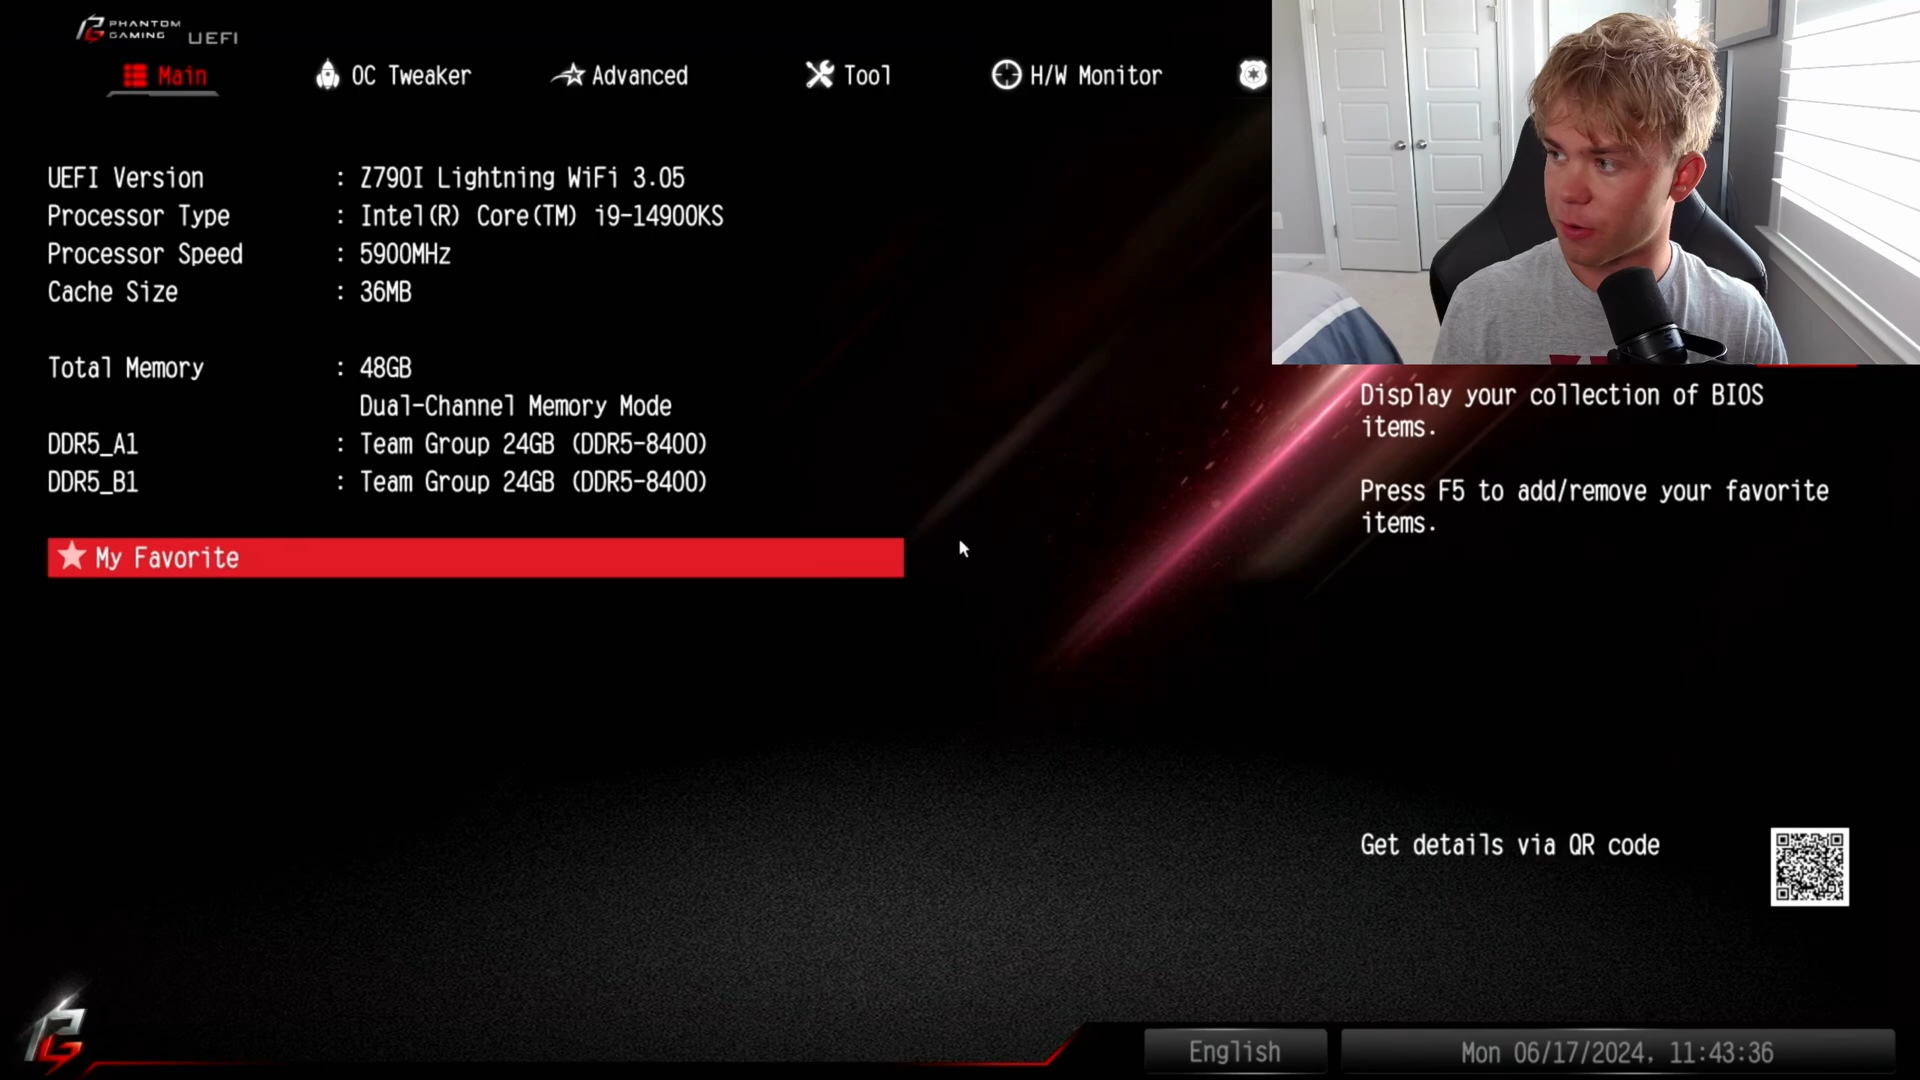 PHANTOM
GAMING UEFI
Main OC Tweaker Advanced Tool H/W Monitor
UEFI Version : Z790I Lightning WiFi 3.05
Processor Type : Intel(R) Core(TM) i9-14900KS
Processor Speed : 5900MHz
Cache Size : 36MB
Total Memory : 48GB
Dual-Channel Memory Mode
DDR5_A1 : Team Group 24GB (DDR5-8400)
DDR5_B1 : Team Group 24GB (DDR5-8400)
My Favorite
Display your collection of BIOS
items.
Press F5 to add/remove your favorite
items.
Get details via QR code
English Mon 06/17/2024, 11:43:36